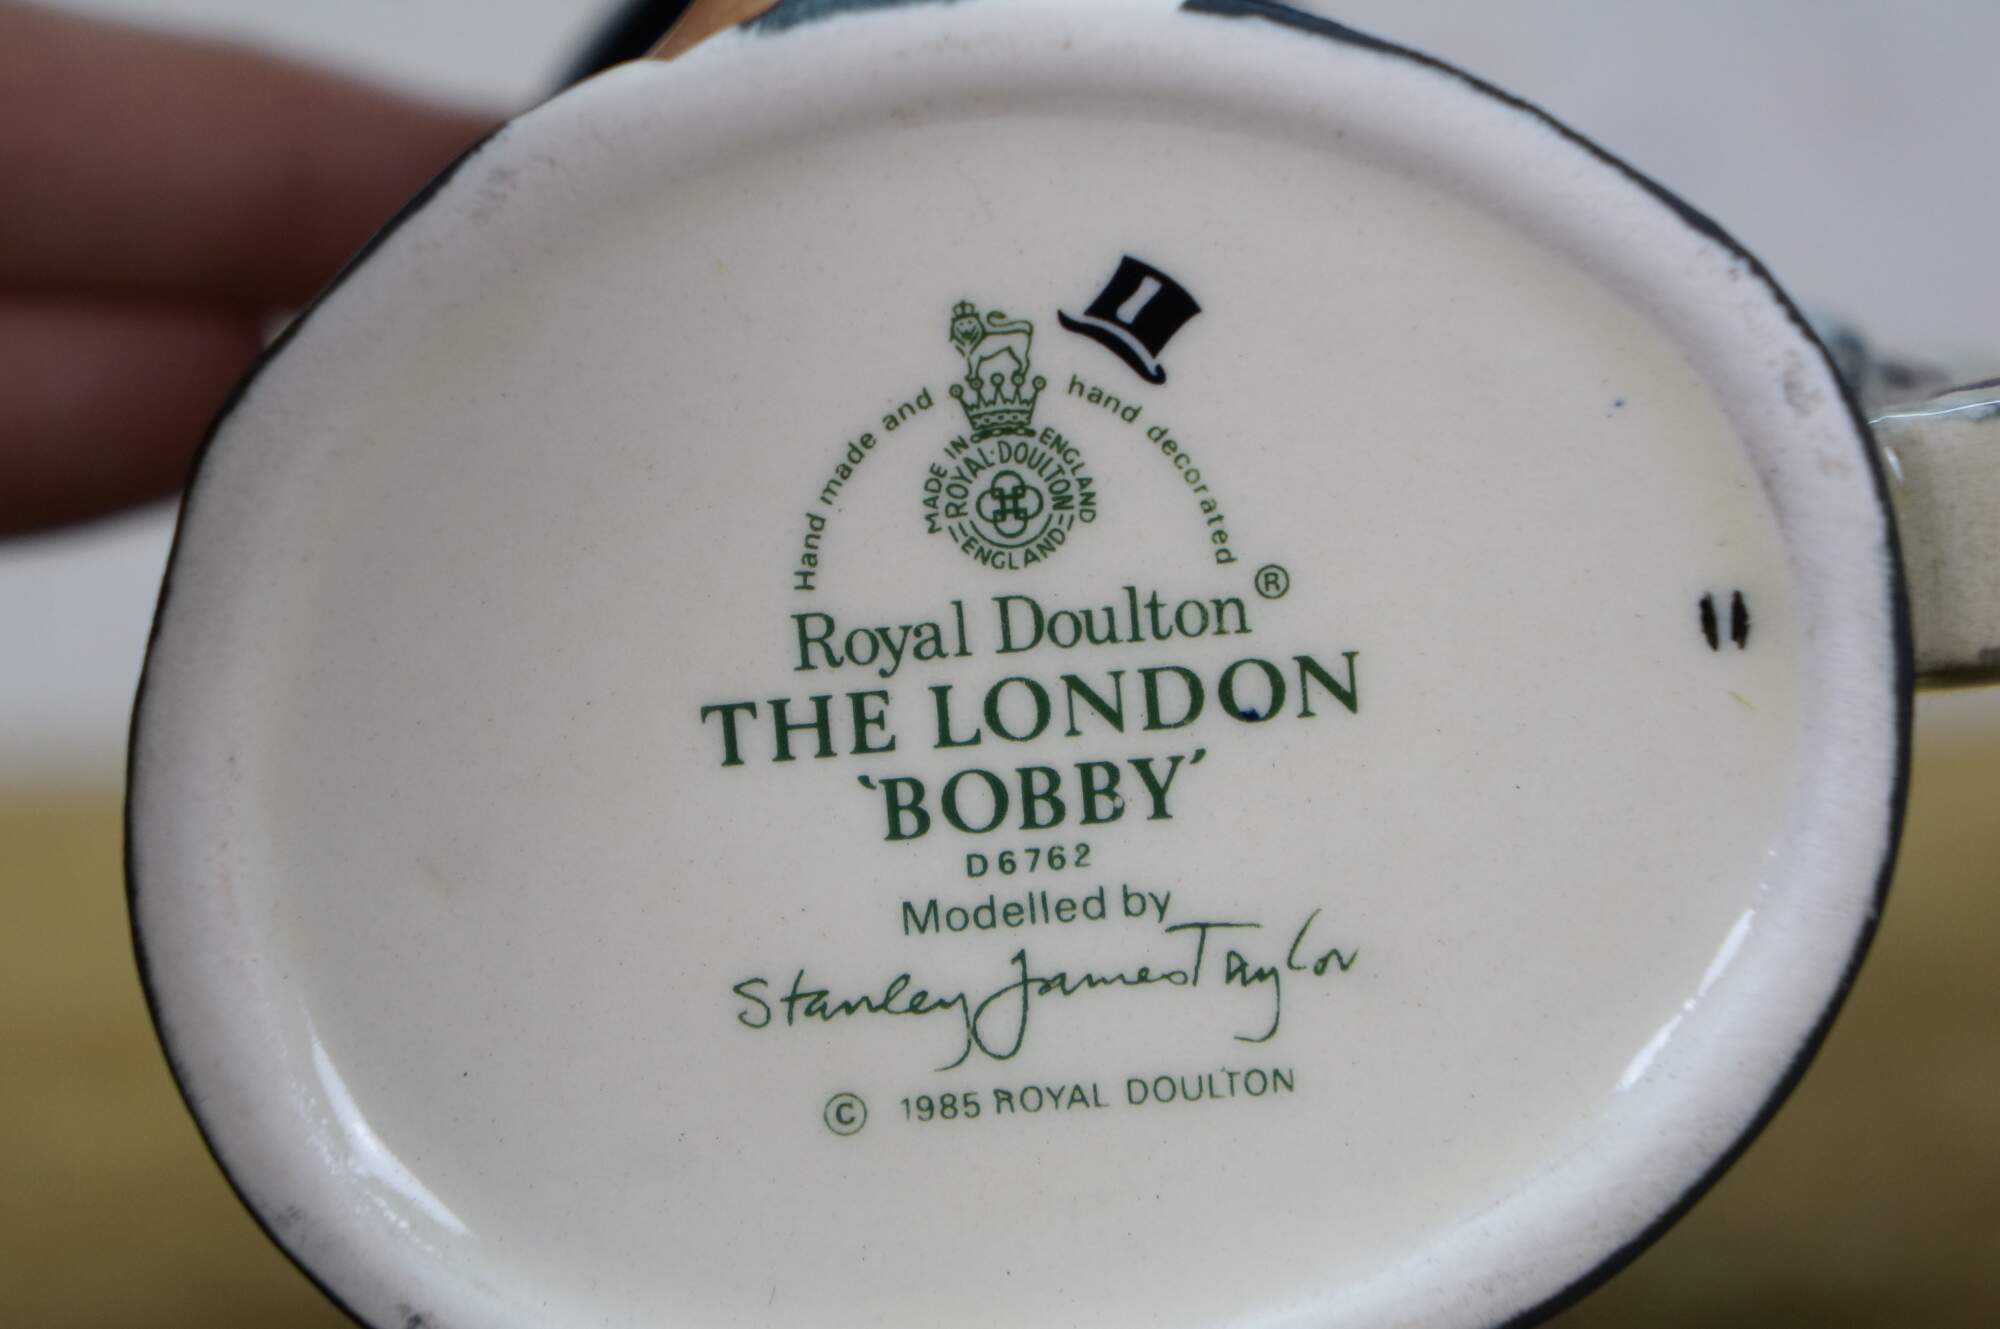 Hand made and hand decorated
MADE IN ENGLAND
ROYAL·DOULTON
ENGLAND
Royal Doulton®
THE LONDON
‘BOBBY’
D6762
Modelled by
Stanley James Taylor
© 1985 ROYAL DOULTON